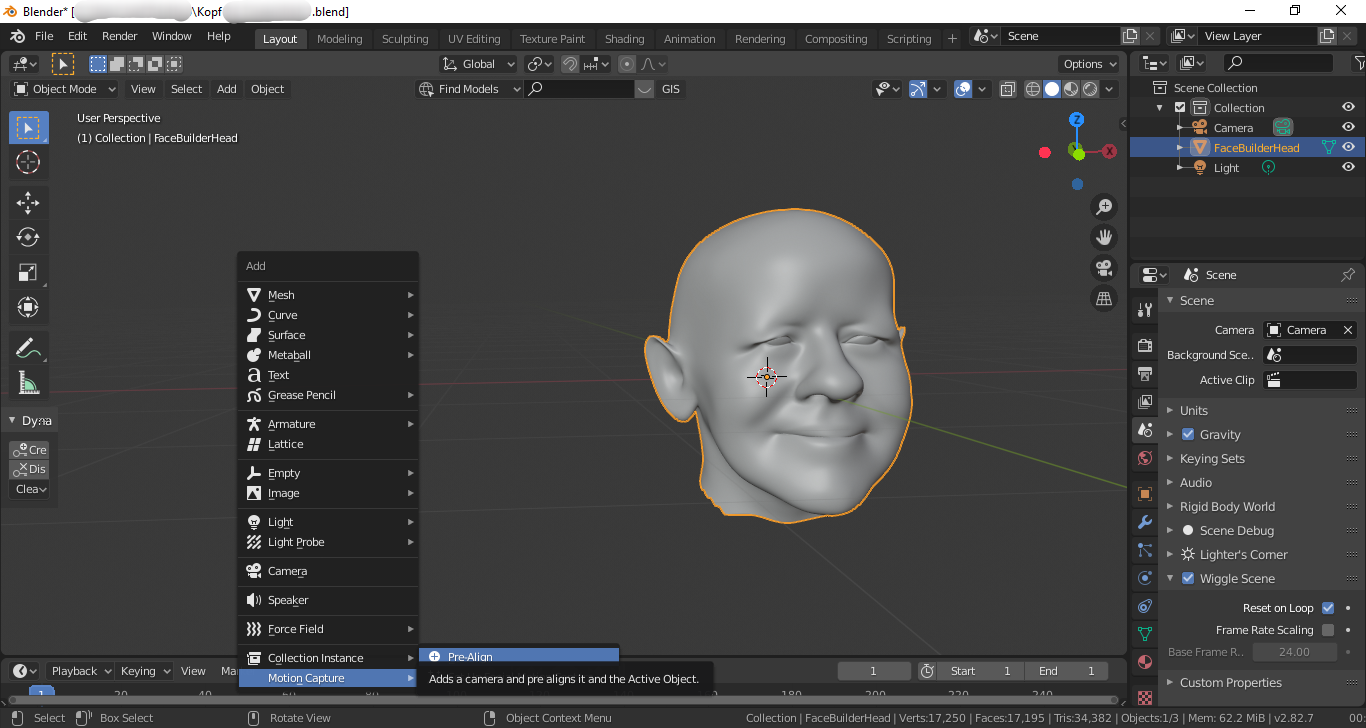 Blender* [ \Kopf .blend]
File Edit Render Window Help Layout Modeling Sculpting UV Editing Texture Paint Shading Animation Rendering Compositing Scripting + Scene View Layer
Global Options
Object Mode View Select Add Object Find Models GIS
User Perspective
(1) Collection | FaceBuilderHead
Z
X
Scene Collection
Collection
Camera
FaceBuilderHead
Light
Dyna
Cre
Dis
Clea
Add
Mesh
Curve
Surface
Metaball
Text
Grease Pencil
Armature
Lattice
Empty
Image
Light
Light Probe
Camera
Speaker
Force Field
Collection Instance
Motion Capture
Pre-Align
Adds a camera and pre aligns it and the Active Object.
Scene
Scene
Camera Camera
Background Sce..
Active Clip
Units
Gravity
Keying Sets
Audio
Rigid Body World
Scene Debug
Lighter's Corner
Wiggle Scene
Reset on Loop
Frame Rate Scaling
Base Frame R.. 24.00
Custom Properties
Playback Keying View Ma 1 Start 1 End 1
1 20 180 200 220 240
Select Box Select Rotate View Object Context Menu Collection | FaceBuilderHead | Verts:17,250 | Faces:17,195 | Tris:34,382 | Objects:1/3 | Mem: 62.2 MiB | v2.82.7 00: